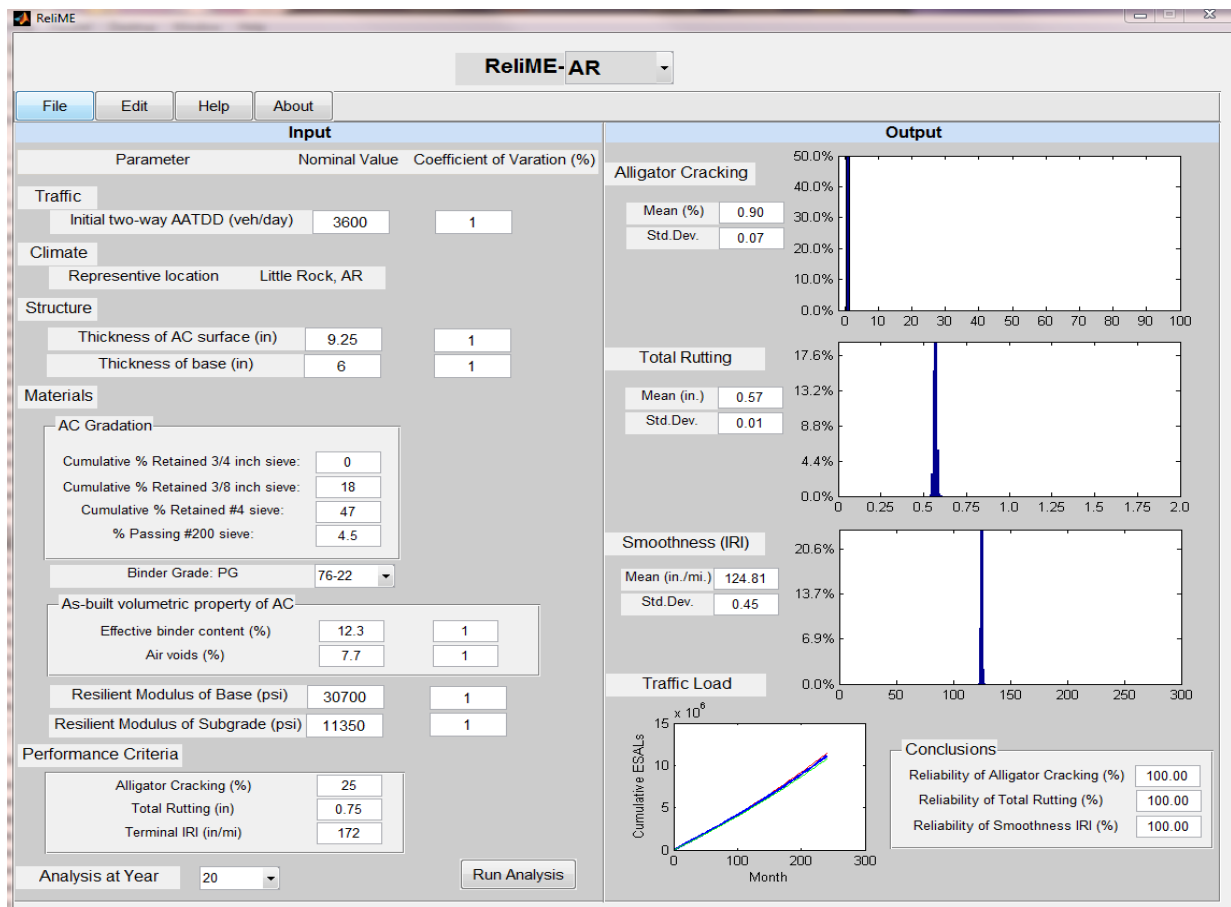 ReliME
ReliME-AR
File Edit Help About
Input
Parameter Nominal Value Coefficient of Varation (%)
Traffic
Initial two-way AATDD (veh/day) 3600 1
Climate
Representive location Little Rock, AR
Structure
Thickness of AC surface (in) 9.25 1
Thickness of base (in) 6 1
Materials
AC Gradation
Cumulative % Retained 3/4 inch sieve: 0
Cumulative % Retained 3/8 inch sieve: 18
Cumulative % Retained #4 sieve: 47
% Passing #200 sieve: 4.5
Binder Grade: PG 76-22
As-built volumetric property of AC
Effective binder content (%) 12.3 1
Air voids (%) 7.7 1
Resilient Modulus of Base (psi) 30700 1
Resilient Modulus of Subgrade (psi) 11350 1
Performance Criteria
Alligator Cracking (%) 25
Total Rutting (in) 0.75
Terminal IRI (in/mi) 172
Analysis at Year 20
Run Analysis
Output
Alligator Cracking
Mean (%) 0.90
Std.Dev. 0.07
50.0%
40.0%
30.0%
20.0%
10.0%
0.0%
0 10 20 30 40 50 60 70 80 90 100
Total Rutting
Mean (in.) 0.57
Std.Dev. 0.01
17.6%
13.2%
8.8%
4.4%
0.0%
0 0.25 0.5 0.75 1.0 1.25 1.5 1.75 2.0
Smoothness (IRI)
Mean (in./mi.) 124.81
Std.Dev. 0.45
20.6%
13.7%
6.9%
0.0%
0 50 100 150 200 250 300
Traffic Load
x 10^6
15
10
5
0
0 100 200 300
Cumulative ESALs
Month
Conclusions
Reliability of Alligator Cracking (%) 100.00
Reliability of Total Rutting (%) 100.00
Reliability of Smoothness IRI (%) 100.00